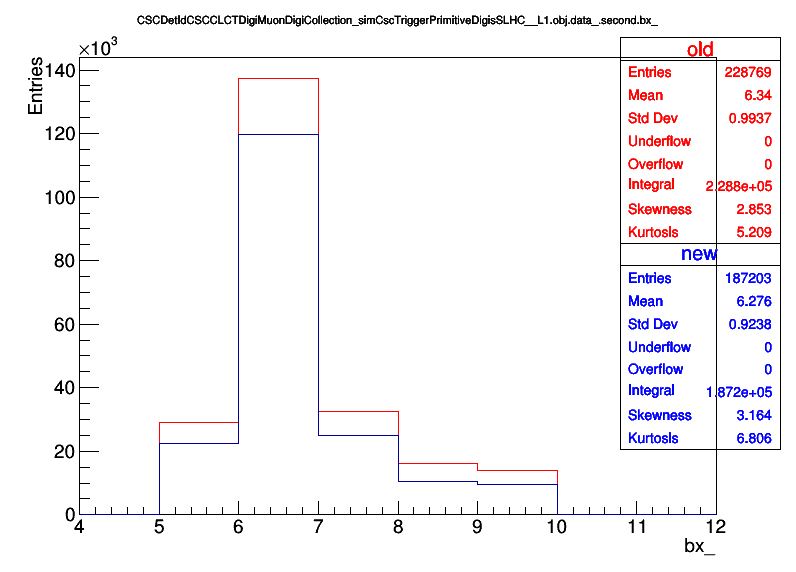 CSCDetIdCSCCLCTDigiMuonDigiCollection_simCscTriggerPrimitiveDigisSLHC__L1.obj.data_.second.bx_
×10³
Entries
140
120
100
80
60
40
20
0
4 5 6 7 8 9 10 11 12
bx_
old
Entries 228769
Mean 6.34
Std Dev 0.9937
Underflow 0
Overflow 0
Integral 2.288e+05
Skewness 2.853
Kurtosis 5.209
new
Entries 187203
Mean 6.276
Std Dev 0.9238
Underflow 0
Overflow 0
Integral 1.872e+05
Skewness 3.164
Kurtosis 6.806